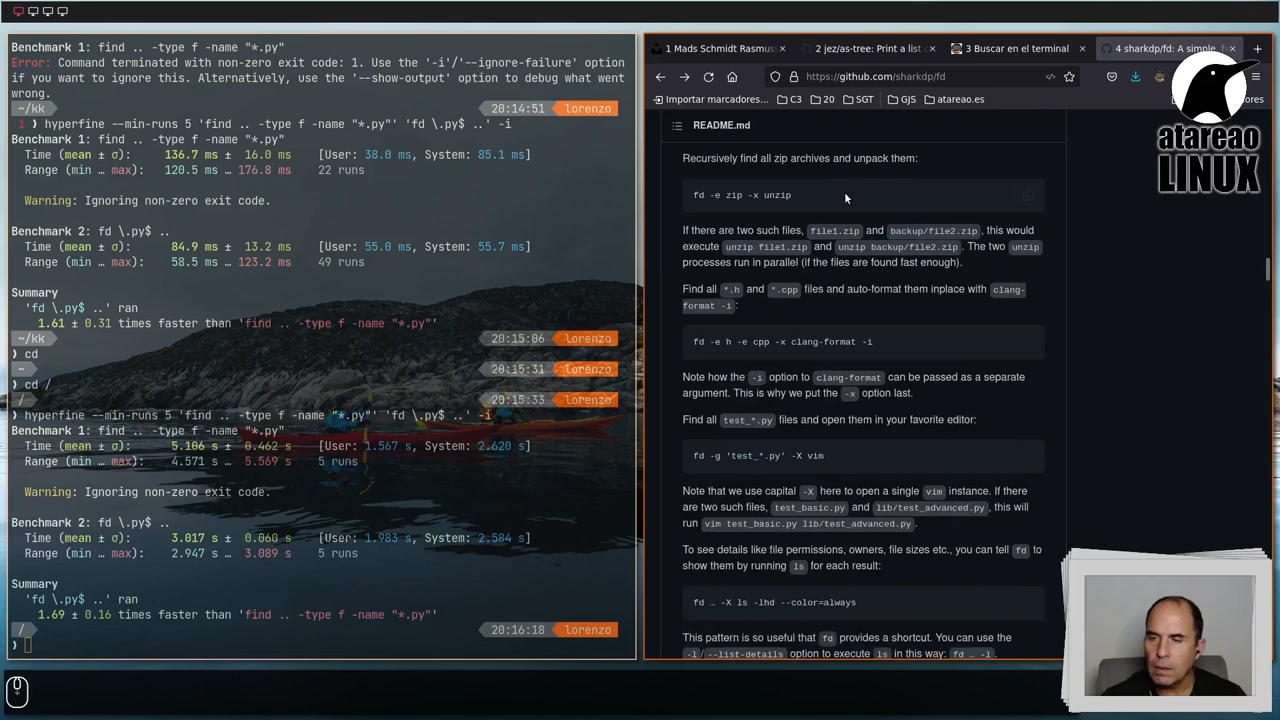 Benchmark 1: find .. -type f -name "*.py"
Error: Command terminated with non-zero exit code: 1. Use the '-i'/'--ignore-failure' option
if you want to ignore this. Alternatively, use the '--show-output' option to debug what went
wrong.
~/kk 20:14:51 lorenzo
1 ❯ hyperfine --min-runs 5 'find .. -type f -name "*.py"' 'fd \.py$ ..' -i
Benchmark 1: find .. -type f -name "*.py"
Time (mean ± σ): 136.7 ms ± 16.0 ms [User: 38.0 ms, System: 85.1 ms]
Range (min … max): 120.5 ms … 176.8 ms 22 runs
Warning: Ignoring non-zero exit code.
Benchmark 2: fd \.py$ ..
Time (mean ± σ): 84.9 ms ± 13.2 ms [User: 55.0 ms, System: 55.7 ms]
Range (min … max): 58.5 ms … 123.2 ms 49 runs
Summary
'fd \.py$ ..' ran
1.61 ± 0.31 times faster than 'find .. -type f -name "*.py"'
~/kk 20:15:06 lorenzo
❯ cd
~ 20:15:31 lorenzo
❯ cd /
/ 20:15:33 lorenzo
❯ hyperfine --min-runs 5 'find .. -type f -name "*.py"' 'fd \.py$ ..' -i
Benchmark 1: find .. -type f -name "*.py"
Time (mean ± σ): 5.106 s ± 0.462 s [User: 1.567 s, System: 2.620 s]
Range (min … max): 4.571 s … 5.569 s 5 runs
Warning: Ignoring non-zero exit code.
Benchmark 2: fd \.py$ ..
Time (mean ± σ): 3.017 s ± 0.060 s [User: 1.983 s, System: 2.584 s]
Range (min … max): 2.947 s … 3.089 s 5 runs
Summary
'fd \.py$ ..' ran
1.69 ± 0.16 times faster than 'find .. -type f -name "*.py"'
/ 20:16:18 lorenzo
❯
1 Mads Schmidt Rasmus
2 jez/as-tree: Print a list
3 Buscar en el terminal
4 sharkdp/fd: A simple, f
https://github.com/sharkdp/fd
Importar marcadores... C3 20 SGT GJS atareao.es
README.md
Recursively find all zip archives and unpack them:
fd -e zip -x unzip
If there are two such files, file1.zip and backup/file2.zip, this would
execute unzip file1.zip and unzip backup/file2.zip. The two unzip
processes run in parallel (if the files are found fast enough).
Find all *.h and *.cpp files and auto-format them inplace with clang-
format -i:
fd -e h -e cpp -x clang-format -i
Note how the -i option to clang-format can be passed as a separate
argument. This is why we put the -x option last.
Find all test_*.py files and open them in your favorite editor:
fd -g 'test_*.py' -X vim
Note that we use capital -X here to open a single vim instance. If there
are two such files, test_basic.py and lib/test_advanced.py, this will
run vim test_basic.py lib/test_advanced.py.
To see details like file permissions, owners, file sizes etc., you can tell fd to
show them by running ls for each result:
fd … -X ls -lhd --color=always
This pattern is so useful that fd provides a shortcut. You can use the
-l/--list-details option to execute ls in this way: fd … -l.
atareao
LINUX